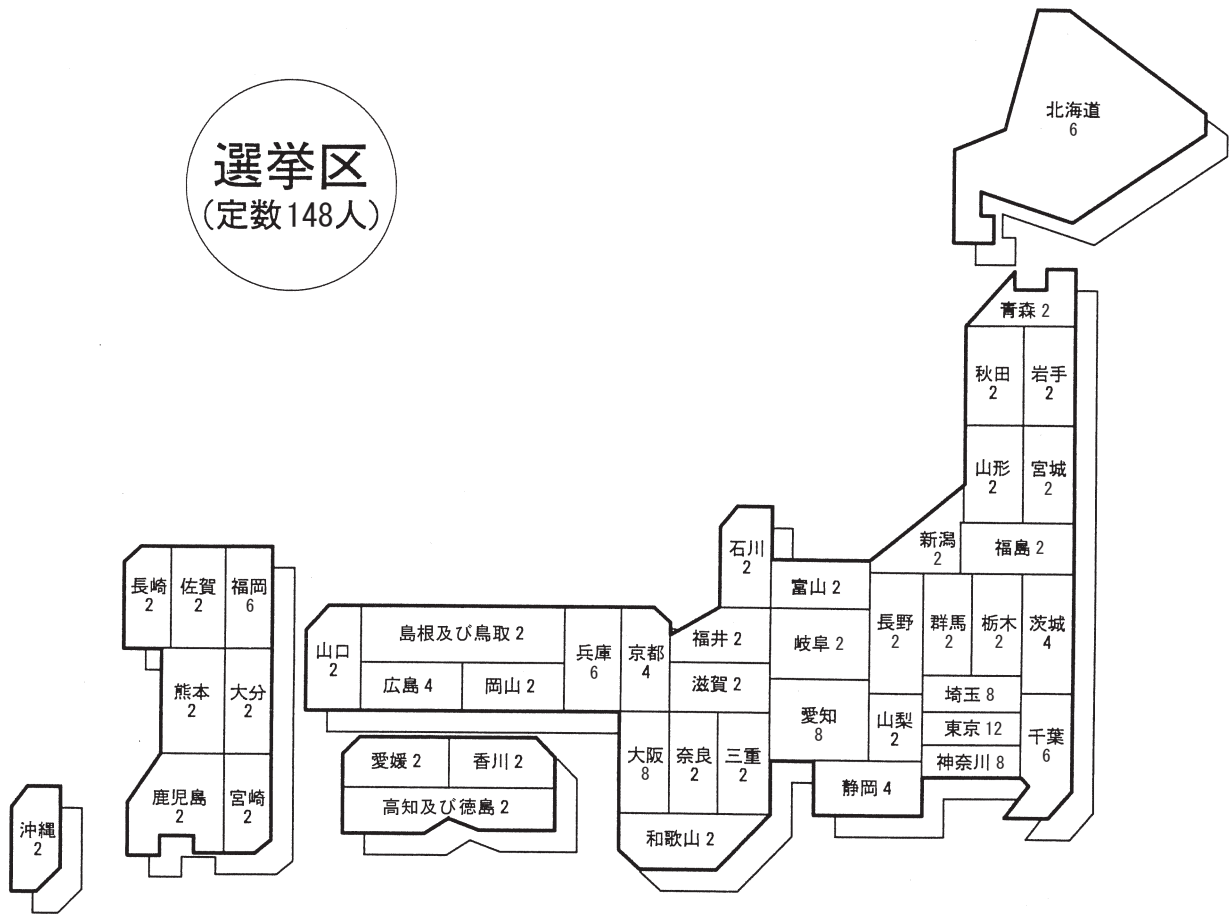 選挙区
(定数148人)
北海道
6
青森 2
秋田
2
岩手
2
山形
2
宮城
2
新潟
2
福島 2
石川
2
富山 2
長野
2
群馬
2
栃木
2
茨城
4
福井 2
岐阜 2
滋賀 2
埼玉 8
東京 12
神奈川 8
千葉
6
愛知
8
山梨
2
静岡 4
京都
4
兵庫
6
大阪
8
奈良
2
三重
2
和歌山 2
山口
2
島根及び鳥取 2
広島 4
岡山 2
愛媛 2
香川 2
高知及び徳島 2
長崎
2
佐賀
2
福岡
6
熊本
2
大分
2
鹿児島
2
宮崎
2
沖縄
2